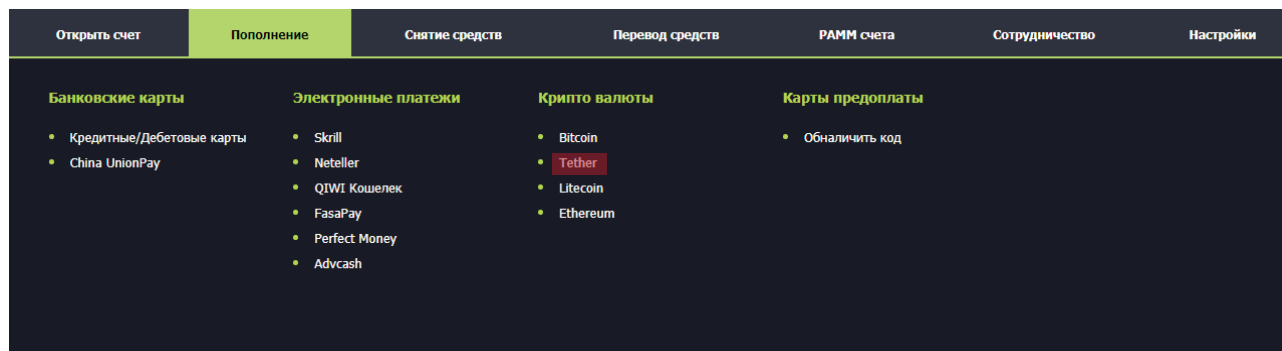 Открыть счет
Пополнение
Снятие средств
Перевод средств
PAMM счета
Сотрудничество
Настройки
Банковские карты
Кредитные/Дебетовые карты
China UnionPay
Электронные платежи
Skrill
Neteller
QIWI Кошелек
FasaPay
Perfect Money
Advcash
Крипто валюты
Bitcoin
Tether
Litecoin
Ethereum
Карты предоплаты
Обналичить код